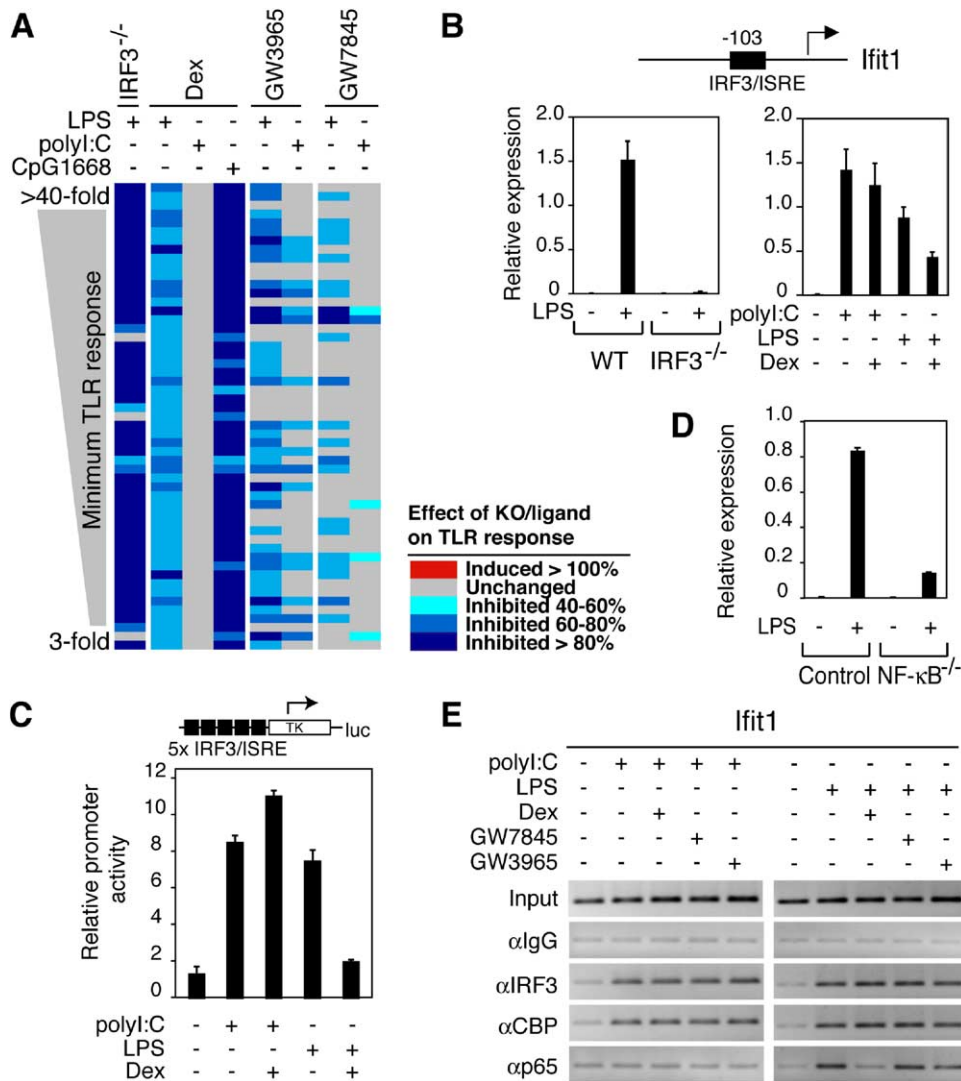 A
IRF3-/-
Dex
GW3965
GW7845
LPS + + - - + - + -
polyI:C - - + - - + - +
CpG1668 - - - + - - - -
>40-fold
Minimum TLR response
3-fold
Effect of KO/ligand
on TLR response
Induced > 100%
Unchanged
Inhibited 40-60%
Inhibited 60-80%
Inhibited > 80%
B
-103
IRF3/ISRE
Ifit1
Relative expression
2.0
1.5
1.0
0.5
0
LPS - + - +
WT IRF3-/-
2.0
1.5
1.0
0.5
0.0
polyI:C - + + - -
LPS - - - + +
Dex - - + - +
D
Relative expression
1.0
0.8
0.6
0.4
0.2
0
LPS - + - +
Control NF-κB-/-
C
TK
luc
5x IRF3/ISRE
Relative promoter
activity
12
10
8
6
4
2
0
polyI:C - + + - -
LPS - - - + +
Dex - - + - +
E
Ifit1
polyI:C - + + + + - - - - -
LPS - - - - - - + + + +
Dex - - + - - - - + - -
GW7845 - - - + - - - - + -
GW3965 - - - - + - - - - +
Input
αIgG
αIRF3
αCBP
αp65